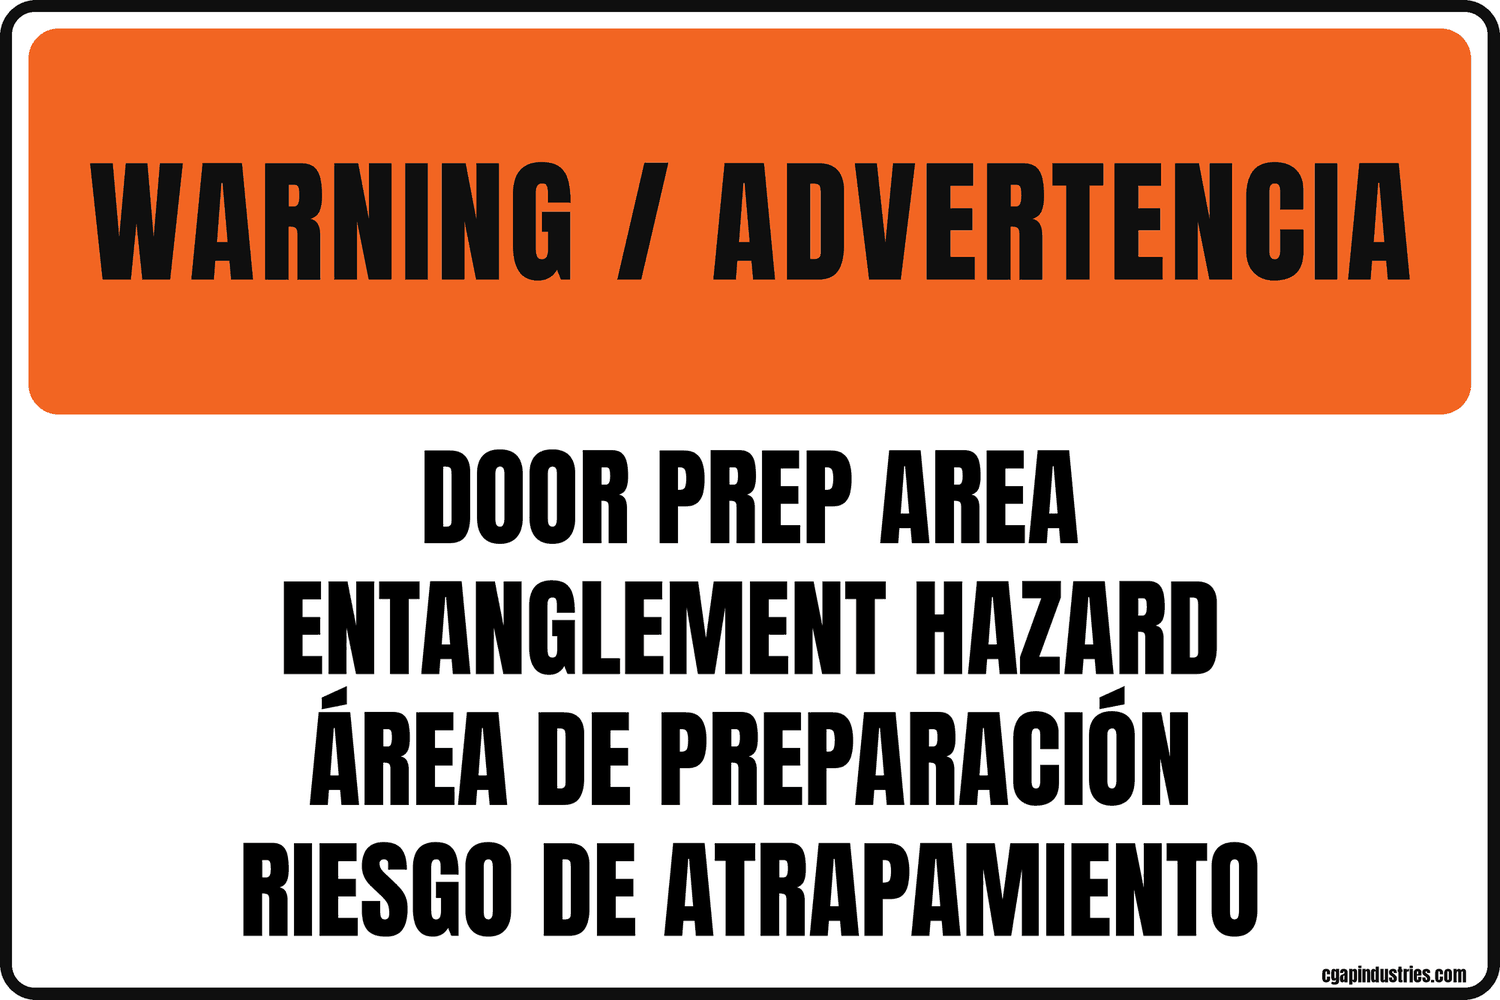 WARNING / ADVERTENCIA
DOOR PREP AREA
ENTANGLEMENT HAZARD
ÁREA DE PREPARACIÓN
RIESGO DE ATRAPAMIENTO
cgapindustries.com